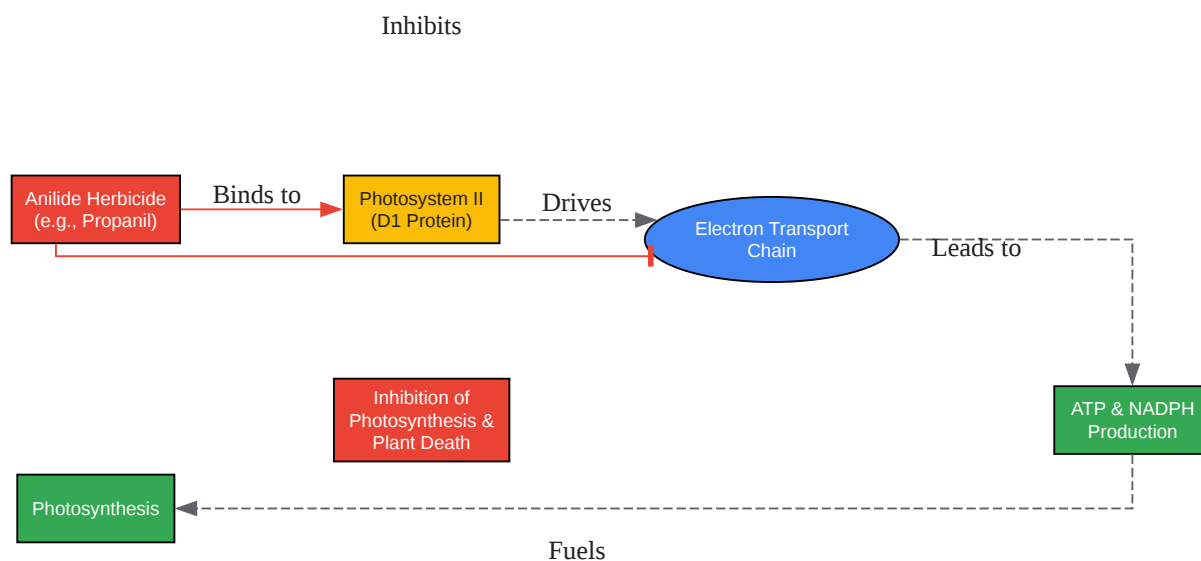 Inhibits
Anilide Herbicide
(e.g., Propanil)
Binds to
Photosystem II
(D1 Protein)
Drives
Electron Transport
Chain
Leads to
Inhibition of
Photosynthesis &
Plant Death
ATP & NADPH
Production
Photosynthesis
Fuels